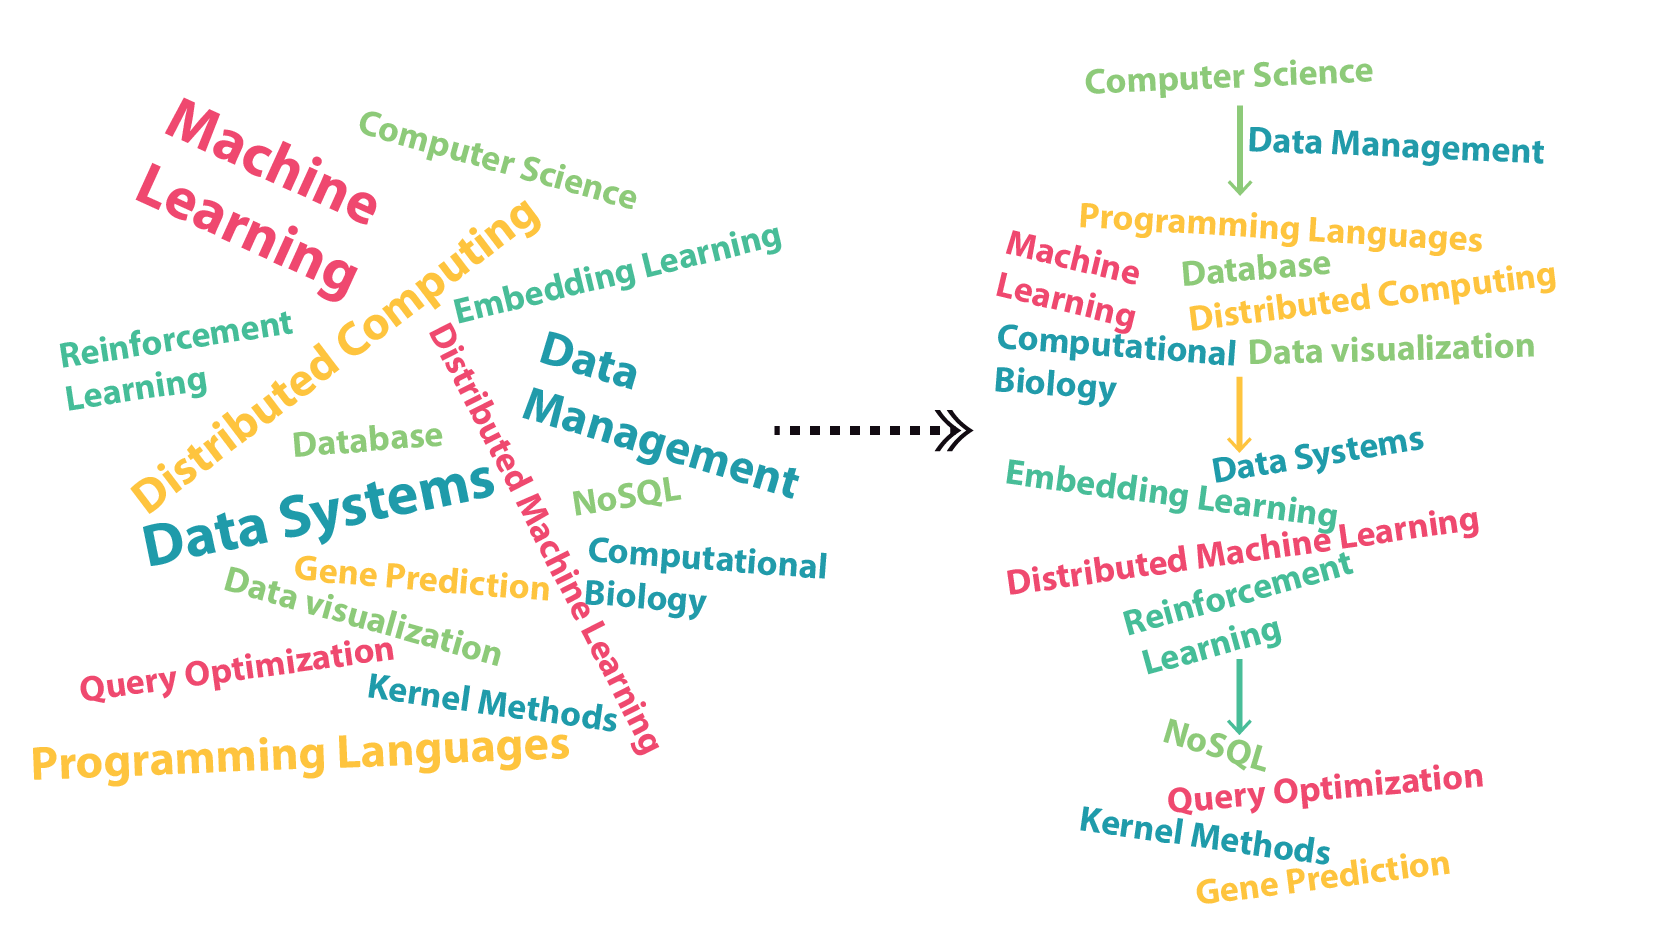 Machine
Learning
Computer Science
Distributed Computing
Embedding Learning
Reinforcement
Learning
Distributed Machine Learning
Data
Management
Database
Data Systems
NoSQL
Computational
Biology
Gene Prediction
Data visualization
Query Optimization
Kernel Methods
Programming Languages
Computer Science
Data Management
Programming Languages
Machine
Learning
Database
Distributed Computing
Computational
Biology
Data visualization
Data Systems
Embedding Learning
Distributed Machine Learning
Reinforcement
Learning
NoSQL
Query Optimization
Kernel Methods
Gene Prediction